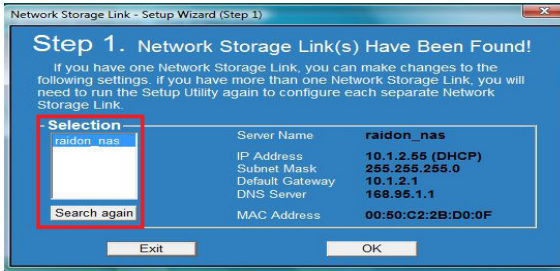 Network Storage Link - Setup Wizard (Step 1)
Step 1. Network Storage Link(s) Have Been Found!
If you have one Network Storage Link, you can make changes to the
following settings. if you have more than one Network Storage Link, you will
need to run the Setup Utility again to configure each separate Network
Storage Link.
Selection
raidon_nas
Search again
Server Name raidon_nas
IP Address 10.1.2.55 (DHCP)
Subnet Mask 255.255.255.0
Default Gateway 10.1.2.1
DNS Server 168.95.1.1
MAC Address 00:50:C2:2B:D0:0F
Exit OK